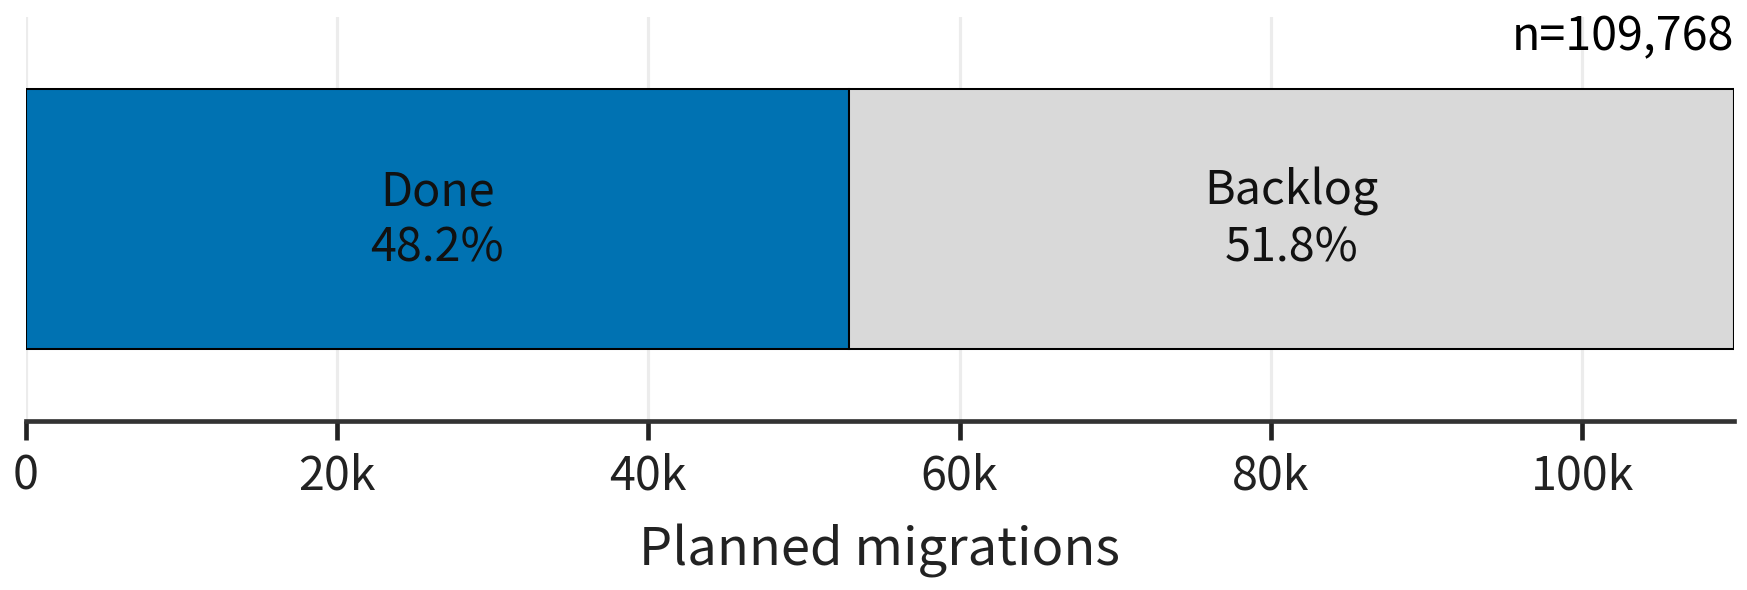 n=109,768
Done
48.2%
Backlog
51.8%
0
20k
40k
60k
80k
100k
Planned migrations